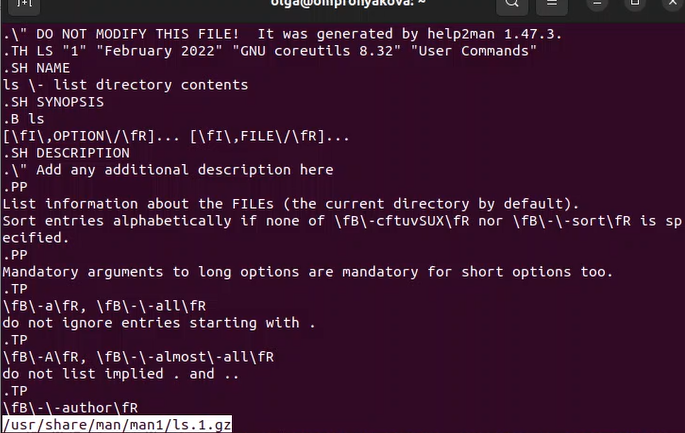 olga@ompronyakova: ~
.\" DO NOT MODIFY THIS FILE!  It was generated by help2man 1.47.3.
.TH LS "1" "February 2022" "GNU coreutils 8.32" "User Commands"
.SH NAME
ls \- list directory contents
.SH SYNOPSIS
.B ls
[\fI\,OPTION\/\fR]... [\fI\,FILE\/\fR]...
.SH DESCRIPTION
.\" Add any additional description here
.PP
List information about the FILEs (the current directory by default).
Sort entries alphabetically if none of \fB\-cftuvSUX\fR nor \fB\-\-sort\fR is sp
ecified.
.PP
Mandatory arguments to long options are mandatory for short options too.
.TP
\fB\-a\fR, \fB\-\-all\fR
do not ignore entries starting with .
.TP
\fB\-A\fR, \fB\-\-almost\-all\fR
do not list implied . and ..
.TP
\fB\-\-author\fR
/usr/share/man/man1/ls.1.gz